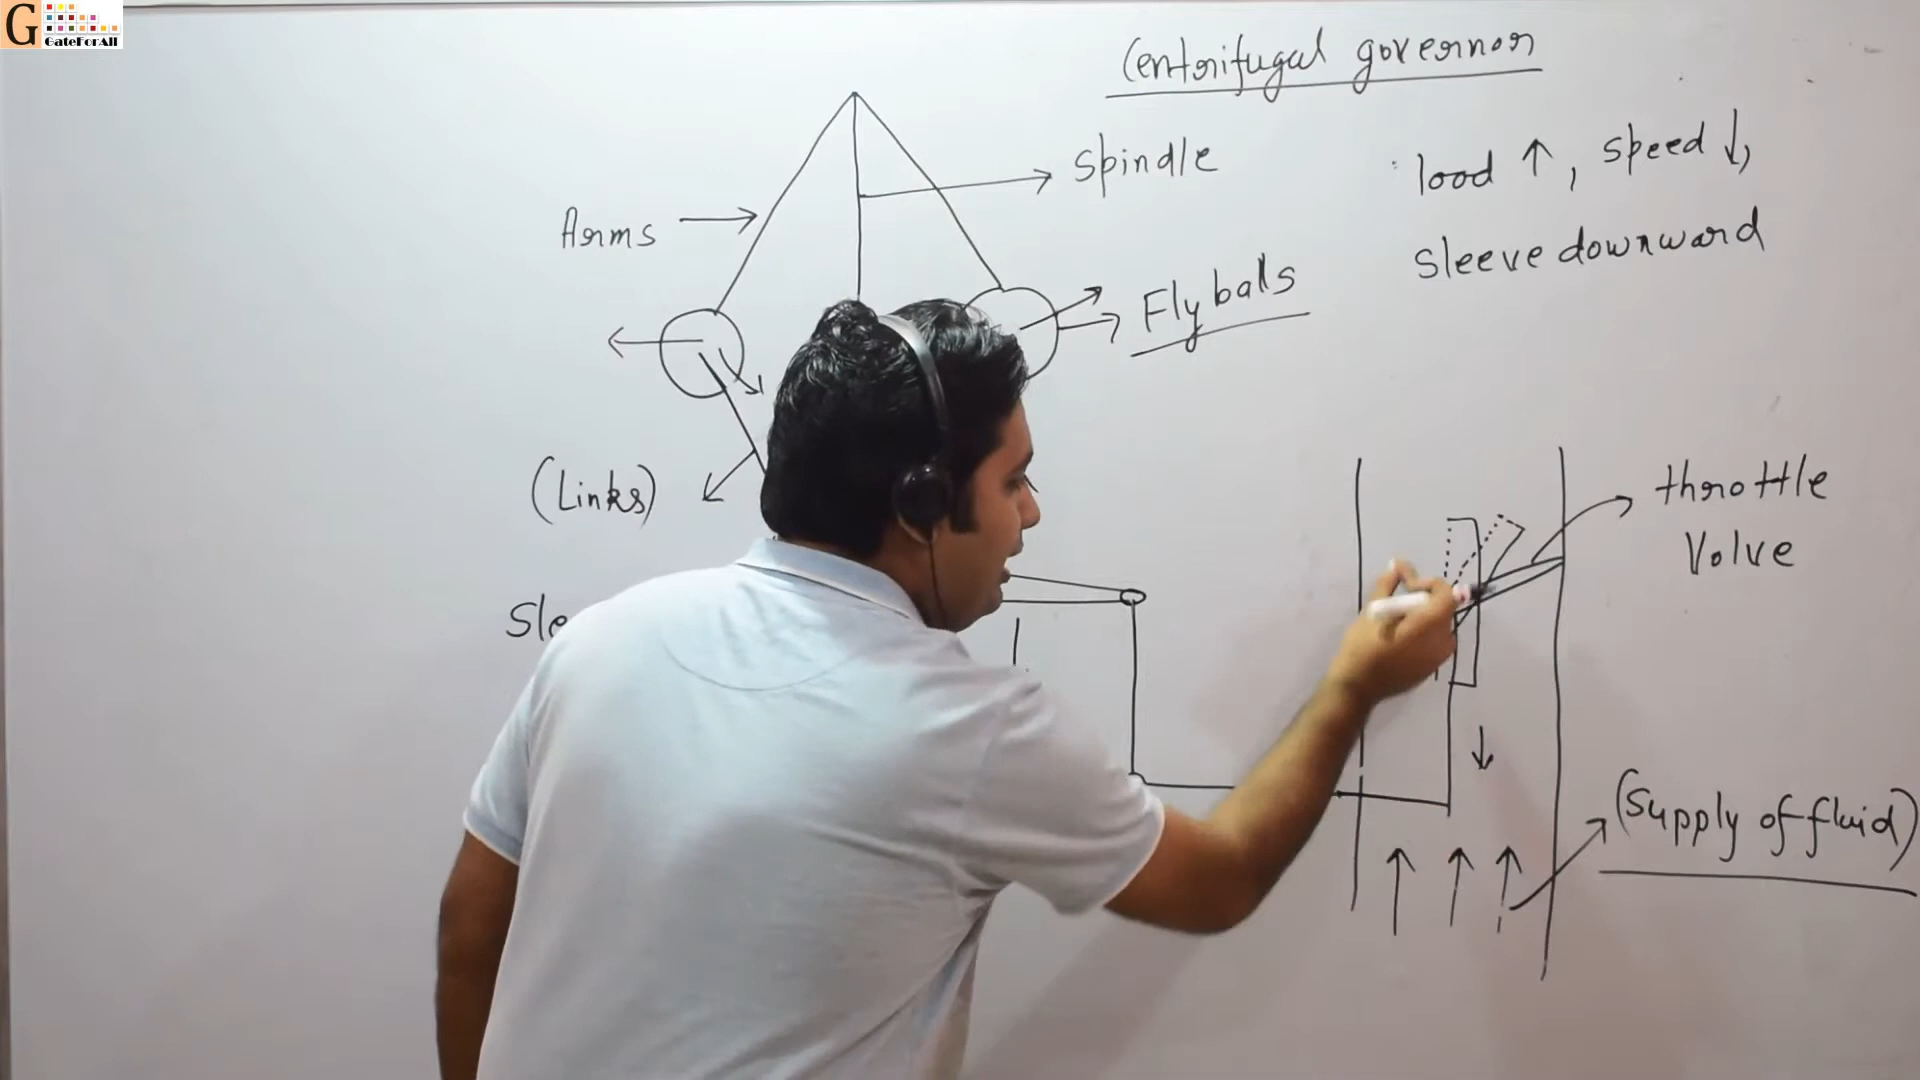 G
GateForAll
Centrifugal governor
Spindle
load ↑, speed ↓,
Arms
sleeve downward
Fly balls
(Links)
throttle
Valve
(Supply of fluid)